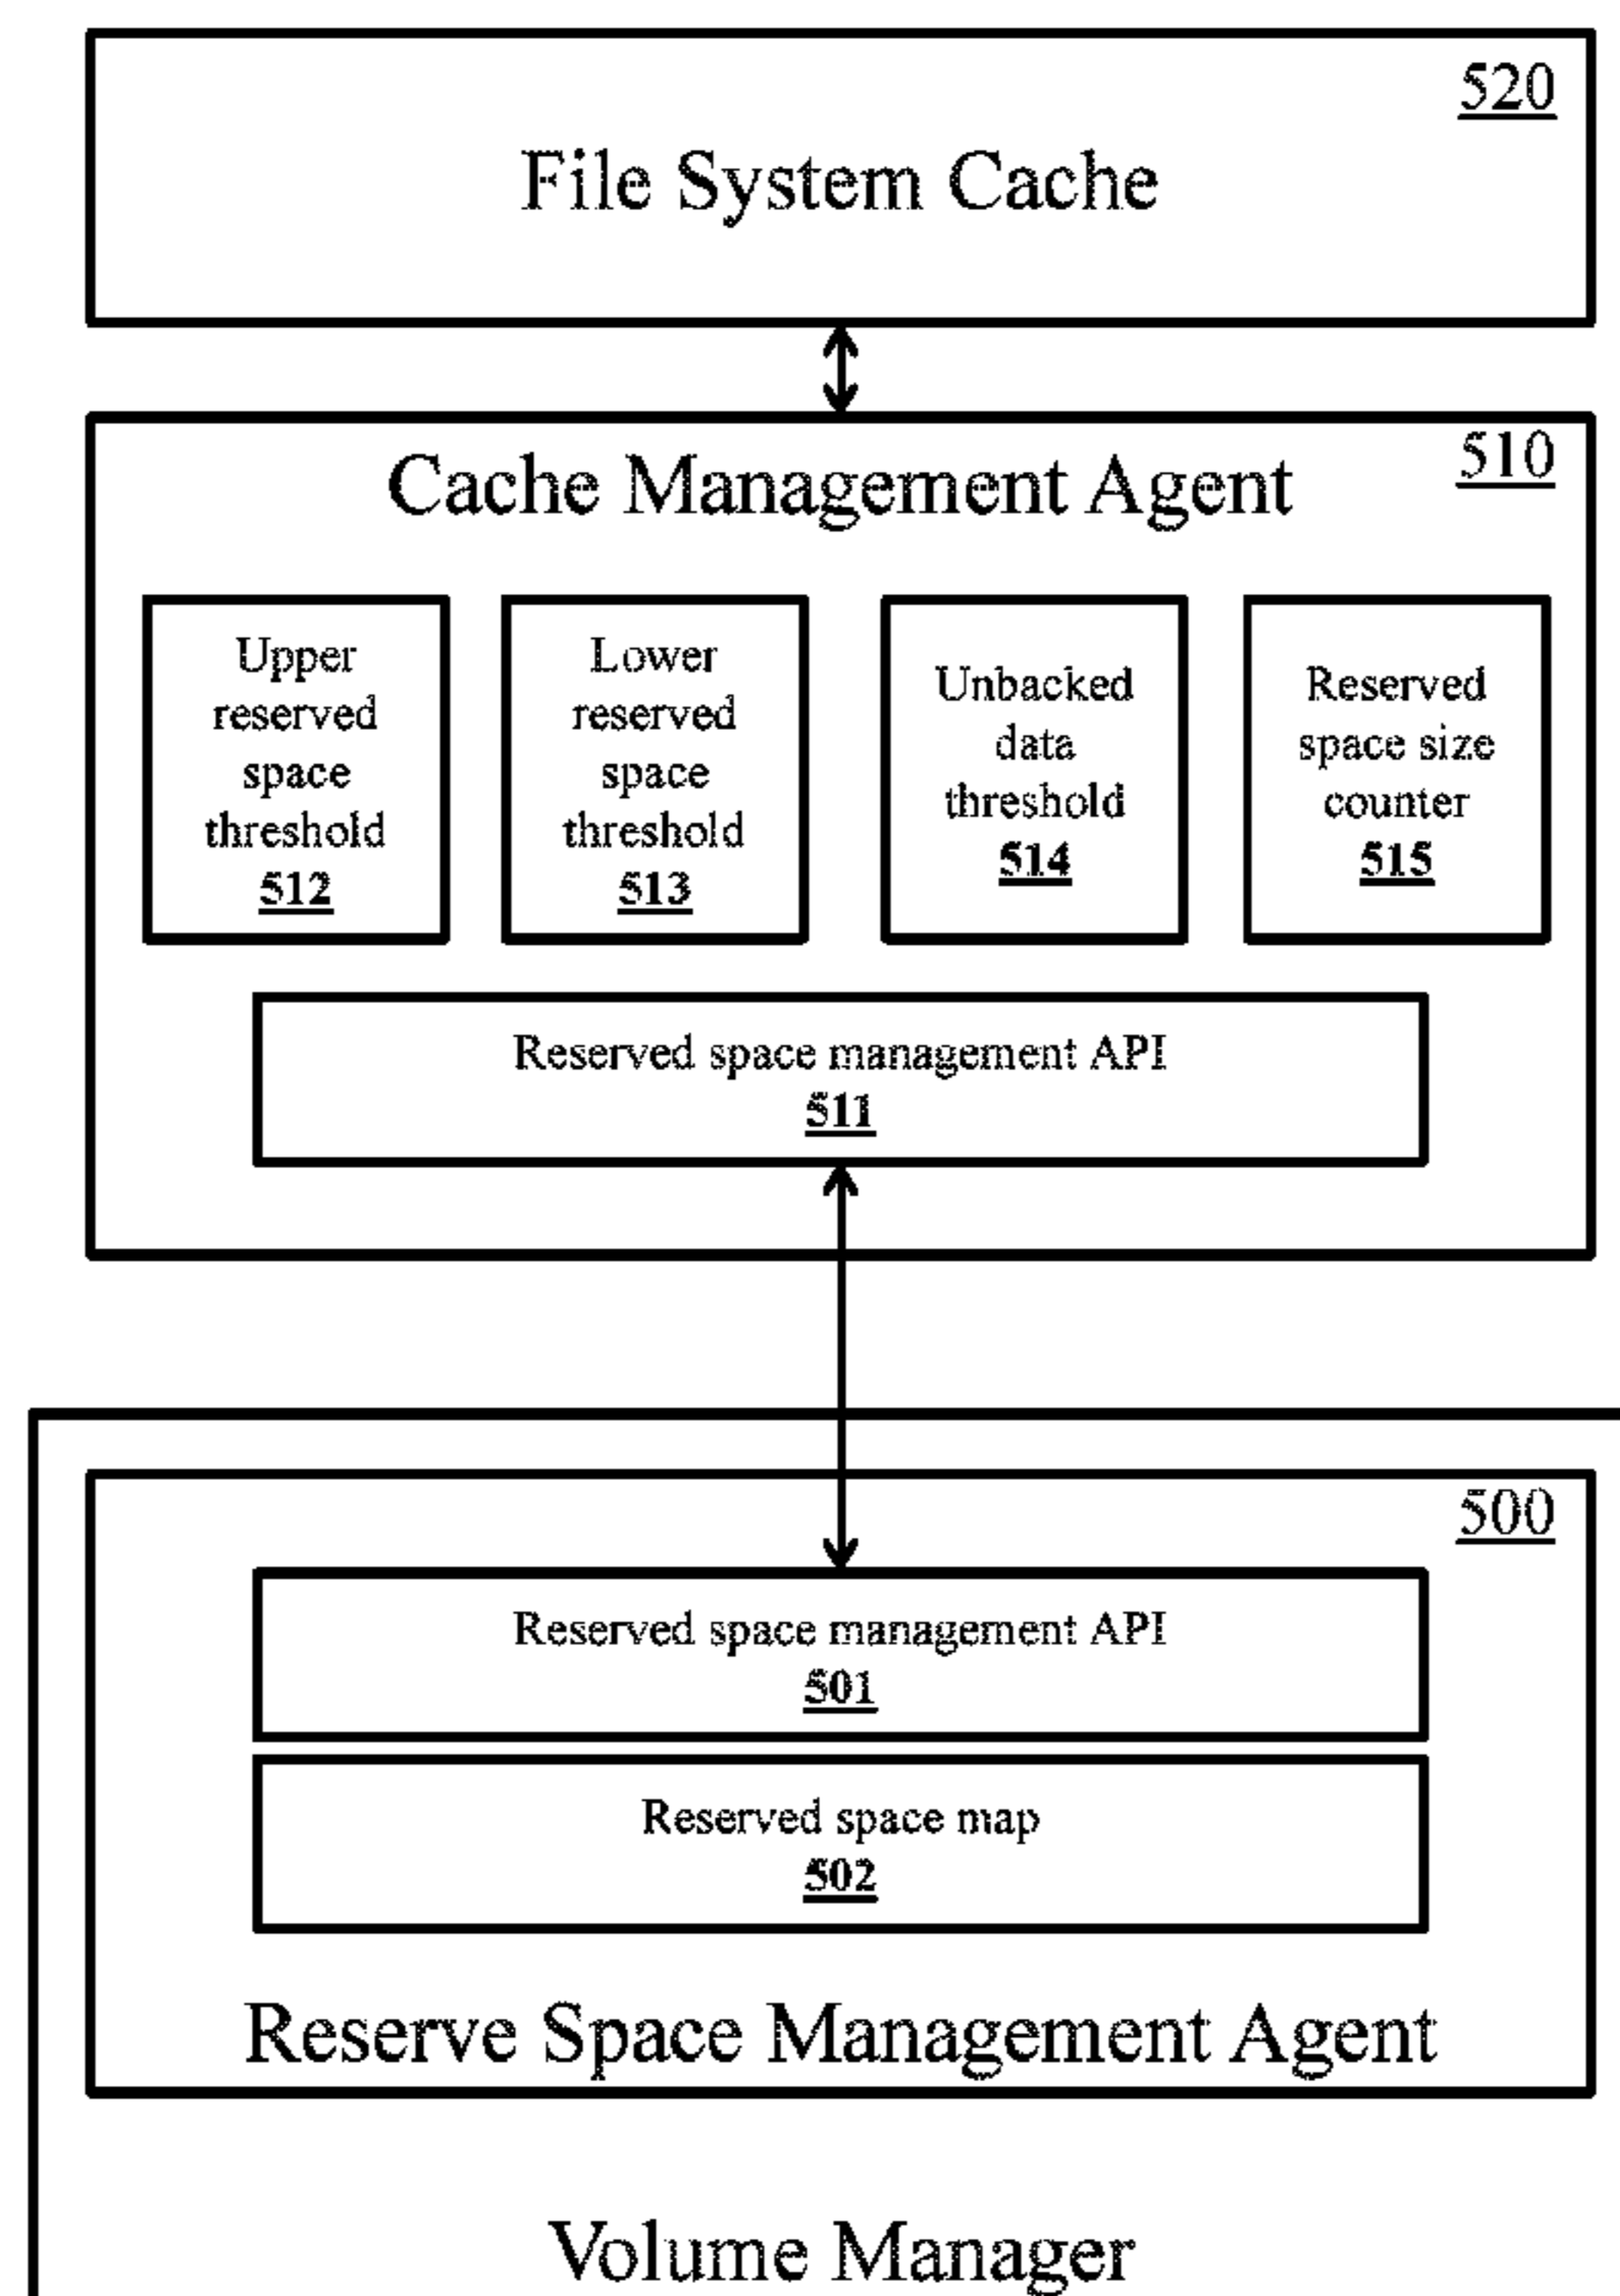 520
File System Cache
510
Cache Management Agent
Upper
reserved
space
threshold
512
Lower
reserved
space
threshold
513
Unbacked
data
threshold
514
Reserved
space size
counter
515
Reserved space management API
511
500
Reserved space management API
501
Reserved space map
502
Reserve Space Management Agent
Volume Manager